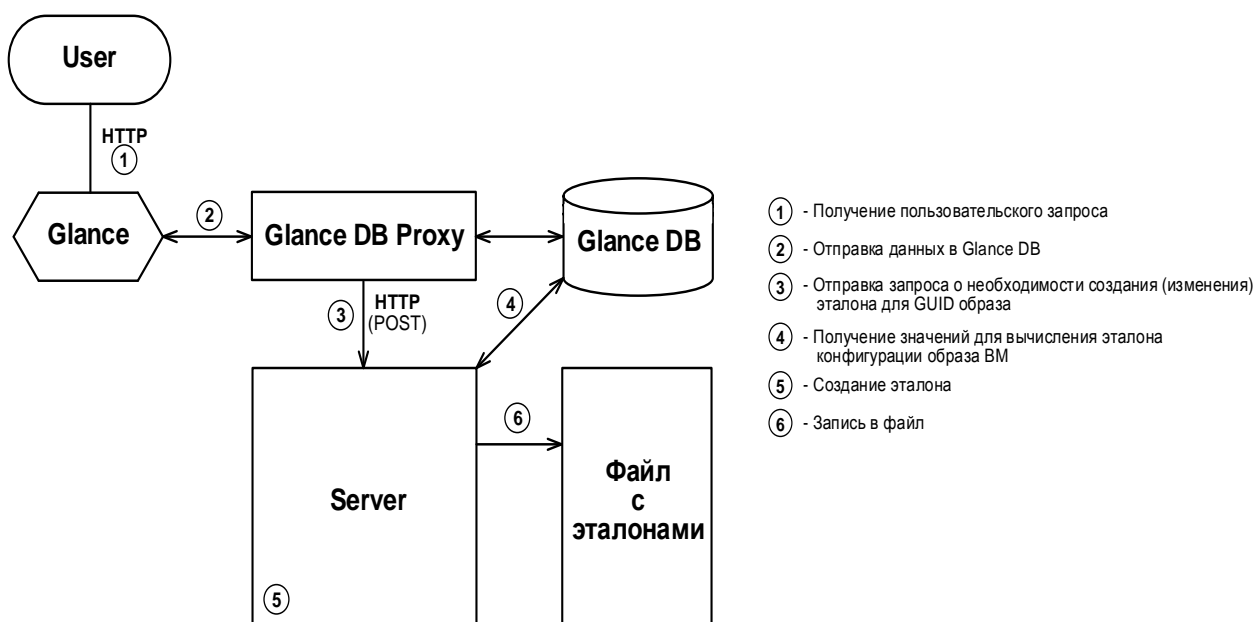 User
HTTP
1
Glance
2
Glance DB Proxy
Glance DB
3
HTTP
(POST)
4
Server
5
6
Файл
с
эталонами
1 - Получение пользовательского запроса
2 - Отправка данных в Glance DB
3 - Отправка запроса о необходимости создания (изменения)
эталона для GUID образа
4 - Получение значений для вычисления эталона
конфигурации образа ВМ
5 - Создание эталона
6 - Запись в файл